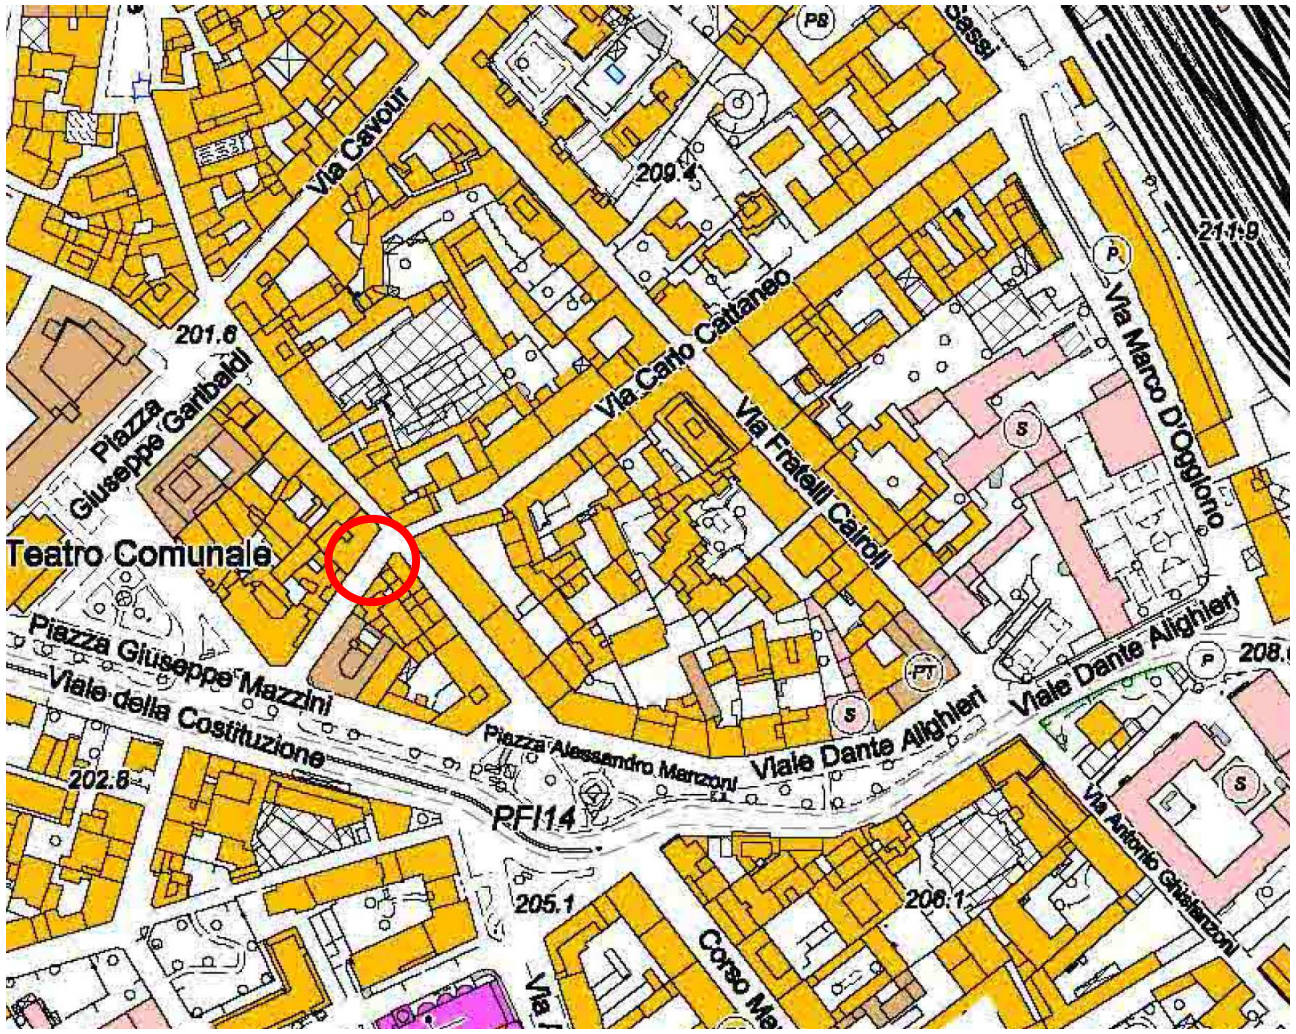 PS
Sassi
Via Cavour
209.4
211.9
P
201.6
Via Carlo Cattaneo
Via Marco D'Oggiono
Piazza
Giuseppe Garibaldi
Via Fratelli Cairoli
S
Teatro Comunale
Piazza Giuseppe Mazzini
Viale della Costituzione
Viale Dante Alighieri
P
208.
PT
S
Viale Dante Alighieri
Piazza Alessandro Manzoni
202.8
PFI14
S
Via Antonio Ghislanzoni
205.1
206.1
Corso Ma
Via